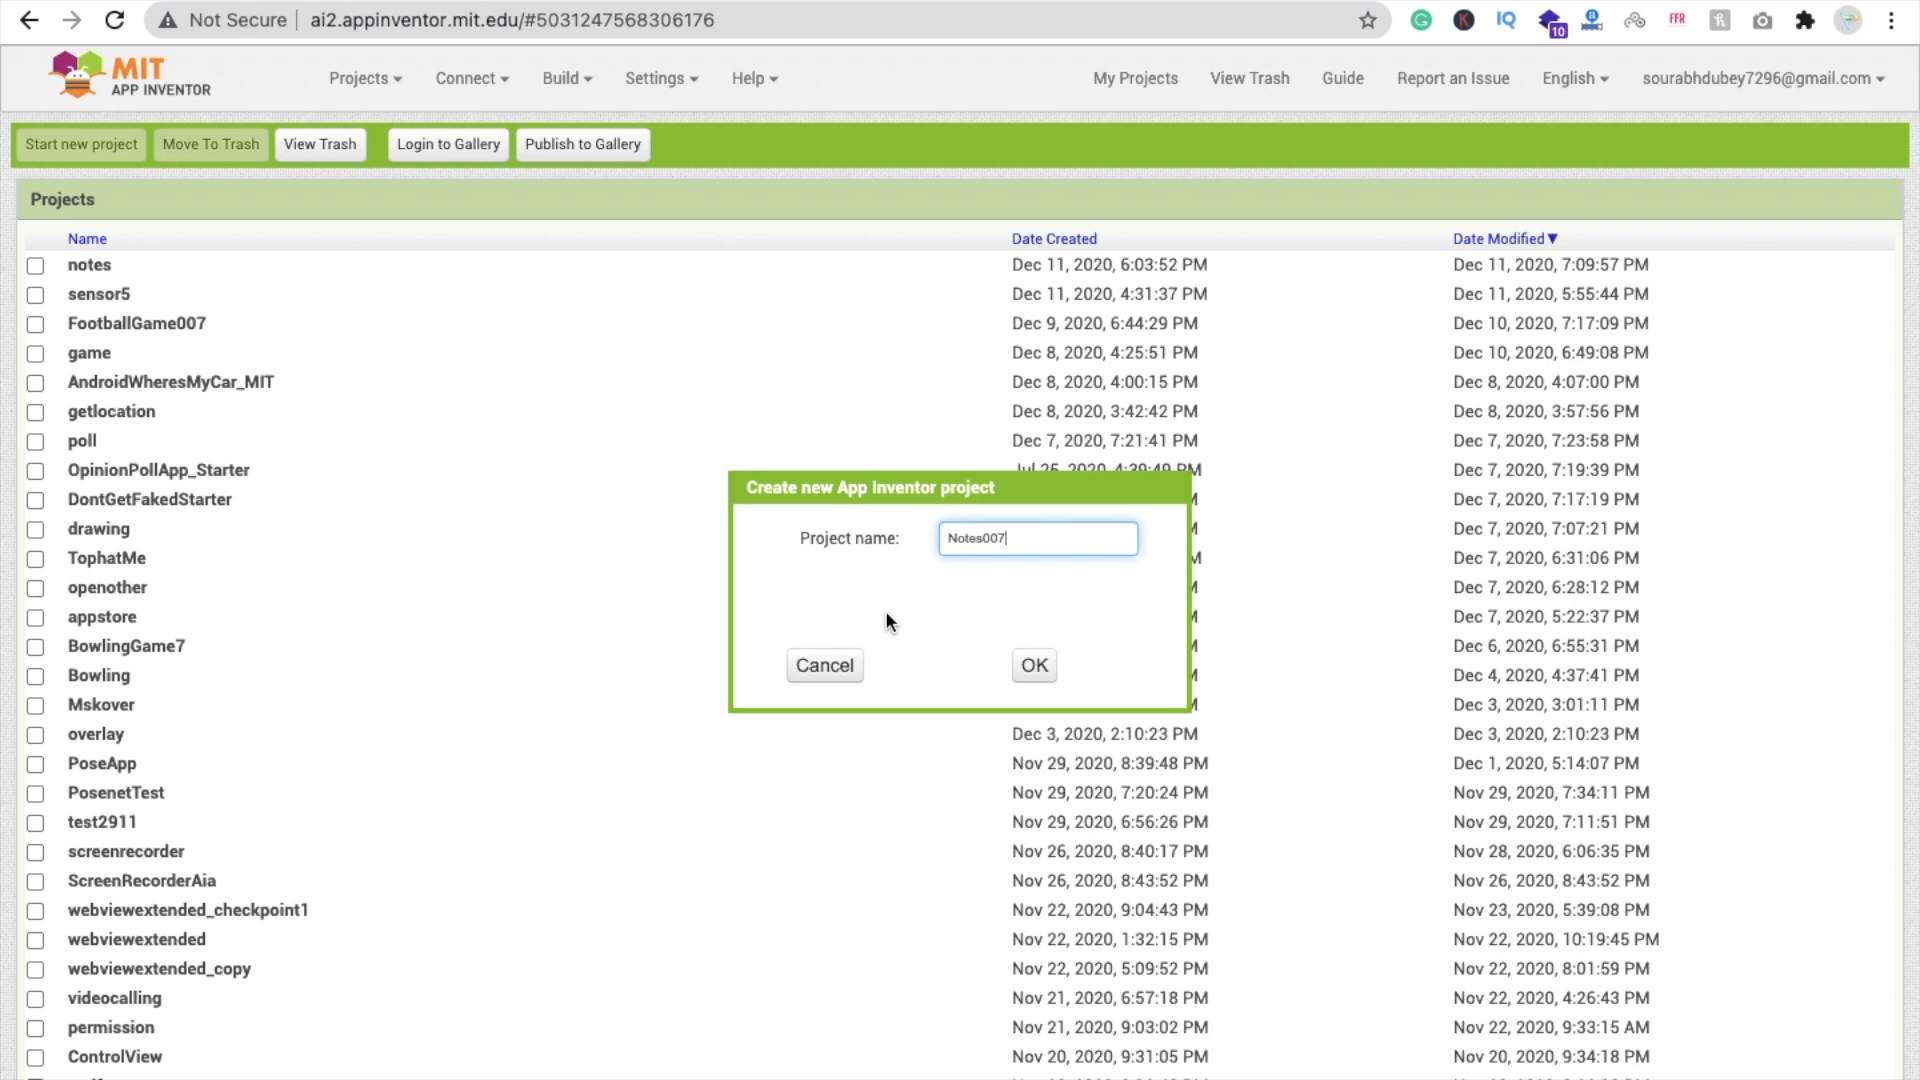 Not Secure ai2.appinventor.mit.edu/#5031247568306176 IQ 10 FFR
MIT
APP INVENTOR
Projects Connect Build Settings Help My Projects View Trash Guide Report an Issue English sourabhdubey7296@gmail.com
Start new project Move To Trash View Trash Login to Gallery Publish to Gallery
Projects
Name Date Created Date Modified
notes Dec 11, 2020, 6:03:52 PM Dec 11, 2020, 7:09:57 PM
sensor5 Dec 11, 2020, 4:31:37 PM Dec 11, 2020, 5:55:44 PM
FootballGame007 Dec 9, 2020, 6:44:29 PM Dec 10, 2020, 7:17:09 PM
game Dec 8, 2020, 4:25:51 PM Dec 10, 2020, 6:49:08 PM
AndroidWheresMyCar_MIT Dec 8, 2020, 4:00:15 PM Dec 8, 2020, 4:07:00 PM
getlocation Dec 8, 2020, 3:42:42 PM Dec 8, 2020, 3:57:56 PM
poll Dec 7, 2020, 7:21:41 PM Dec 7, 2020, 7:23:58 PM
OpinionPollApp_Starter Jul 25, 2020, 4:39:49 PM Dec 7, 2020, 7:19:39 PM
Create new App Inventor project
DontGetFakedStarter Dec 7, 2020, 7:17:19 PM
drawing Dec 7, 2020, 7:07:21 PM
Project name: Notes007
TophatMe Dec 7, 2020, 6:31:06 PM
openother Dec 7, 2020, 6:28:12 PM
appstore Dec 7, 2020, 5:22:37 PM
BowlingGame7 Dec 6, 2020, 6:55:31 PM
Cancel OK
Bowling Dec 4, 2020, 4:37:41 PM
Mskover Dec 3, 2020, 3:01:11 PM
overlay Dec 3, 2020, 2:10:23 PM Dec 3, 2020, 2:10:23 PM
PoseApp Nov 29, 2020, 8:39:48 PM Dec 1, 2020, 5:14:07 PM
PosenetTest Nov 29, 2020, 7:20:24 PM Nov 29, 2020, 7:34:11 PM
test2911 Nov 29, 2020, 6:56:26 PM Nov 29, 2020, 7:11:51 PM
screenrecorder Nov 26, 2020, 8:40:17 PM Nov 28, 2020, 6:06:35 PM
ScreenRecorderAia Nov 26, 2020, 8:43:52 PM Nov 26, 2020, 8:43:52 PM
webviewextended_checkpoint1 Nov 22, 2020, 9:04:43 PM Nov 23, 2020, 5:39:08 PM
webviewextended Nov 22, 2020, 1:32:15 PM Nov 22, 2020, 10:19:45 PM
webviewextended_copy Nov 22, 2020, 5:09:52 PM Nov 22, 2020, 8:01:59 PM
videocalling Nov 21, 2020, 6:57:18 PM Nov 22, 2020, 4:26:43 PM
permission Nov 21, 2020, 9:03:02 PM Nov 22, 2020, 9:33:15 AM
ControlView Nov 20, 2020, 9:31:05 PM Nov 20, 2020, 9:34:18 PM